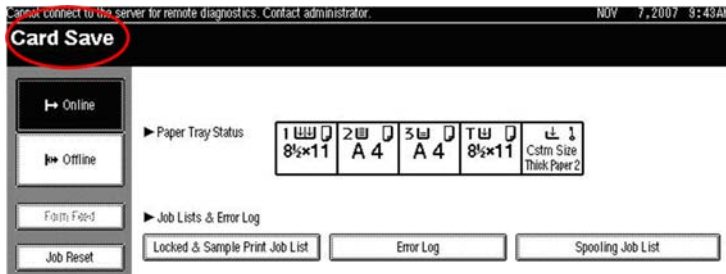 Cannot connect to the server for remote diagnostics. Contact administrator. NOV 7,2007 9:43AM
Card Save
Online
Offline
Form Feed
Job Reset
Paper Tray Status
1 8½×11
2 A 4
3 A 4
T 8½×11
Cstm Size
Thick Paper 2
Job Lists & Error Log
Locked & Sample Print Job List Error Log Spooling Job List